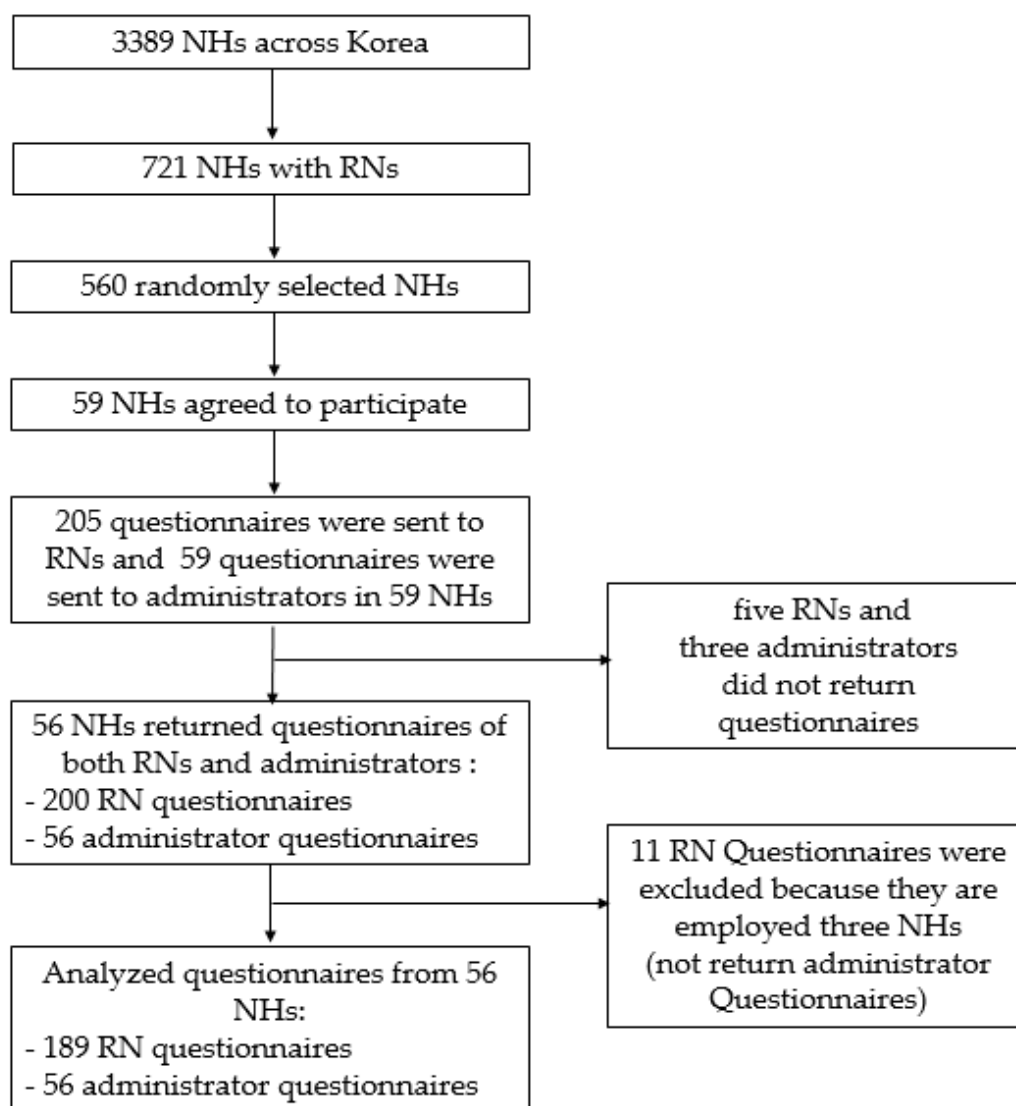 3389 NHs across Korea
721 NHs with RNs
560 randomly selected NHs
59 NHs agreed to participate
205 questionnaires were sent to
RNs and 59 questionnaires were
sent to administrators in 59 NHs
five RNs and
three administrators
did not return
questionnaires
56 NHs returned questionnaires of
both RNs and administrators :
- 200 RN questionnaires
- 56 administrator questionnaires
11 RN Questionnaires were
excluded because they are
employed three NHs
(not return administrator
Questionnaires)
Analyzed questionnaires from 56
NHs:
- 189 RN questionnaires
- 56 administrator questionnaires